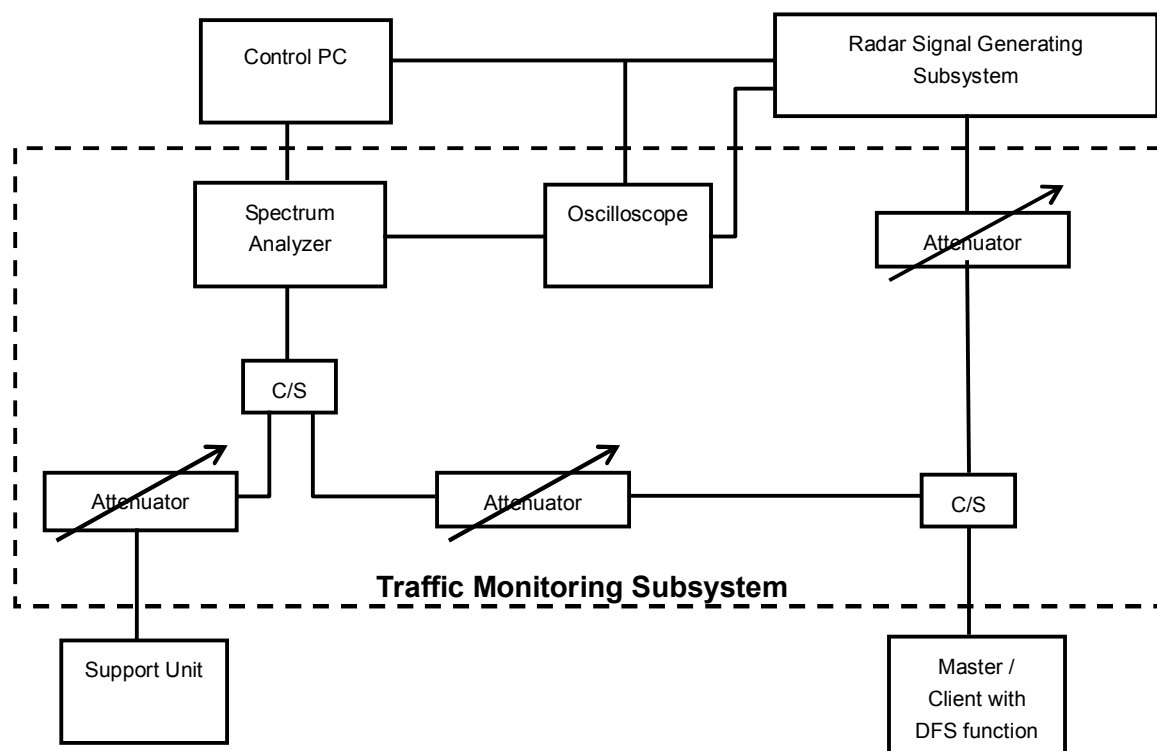 Control PC
Radar Signal Generating
Subsystem
Spectrum
Analyzer
Oscilloscope
Attenuator
C/S
Attenuator
Attenuator
C/S
Traffic Monitoring Subsystem
Support Unit
Master /
Client with
DFS function